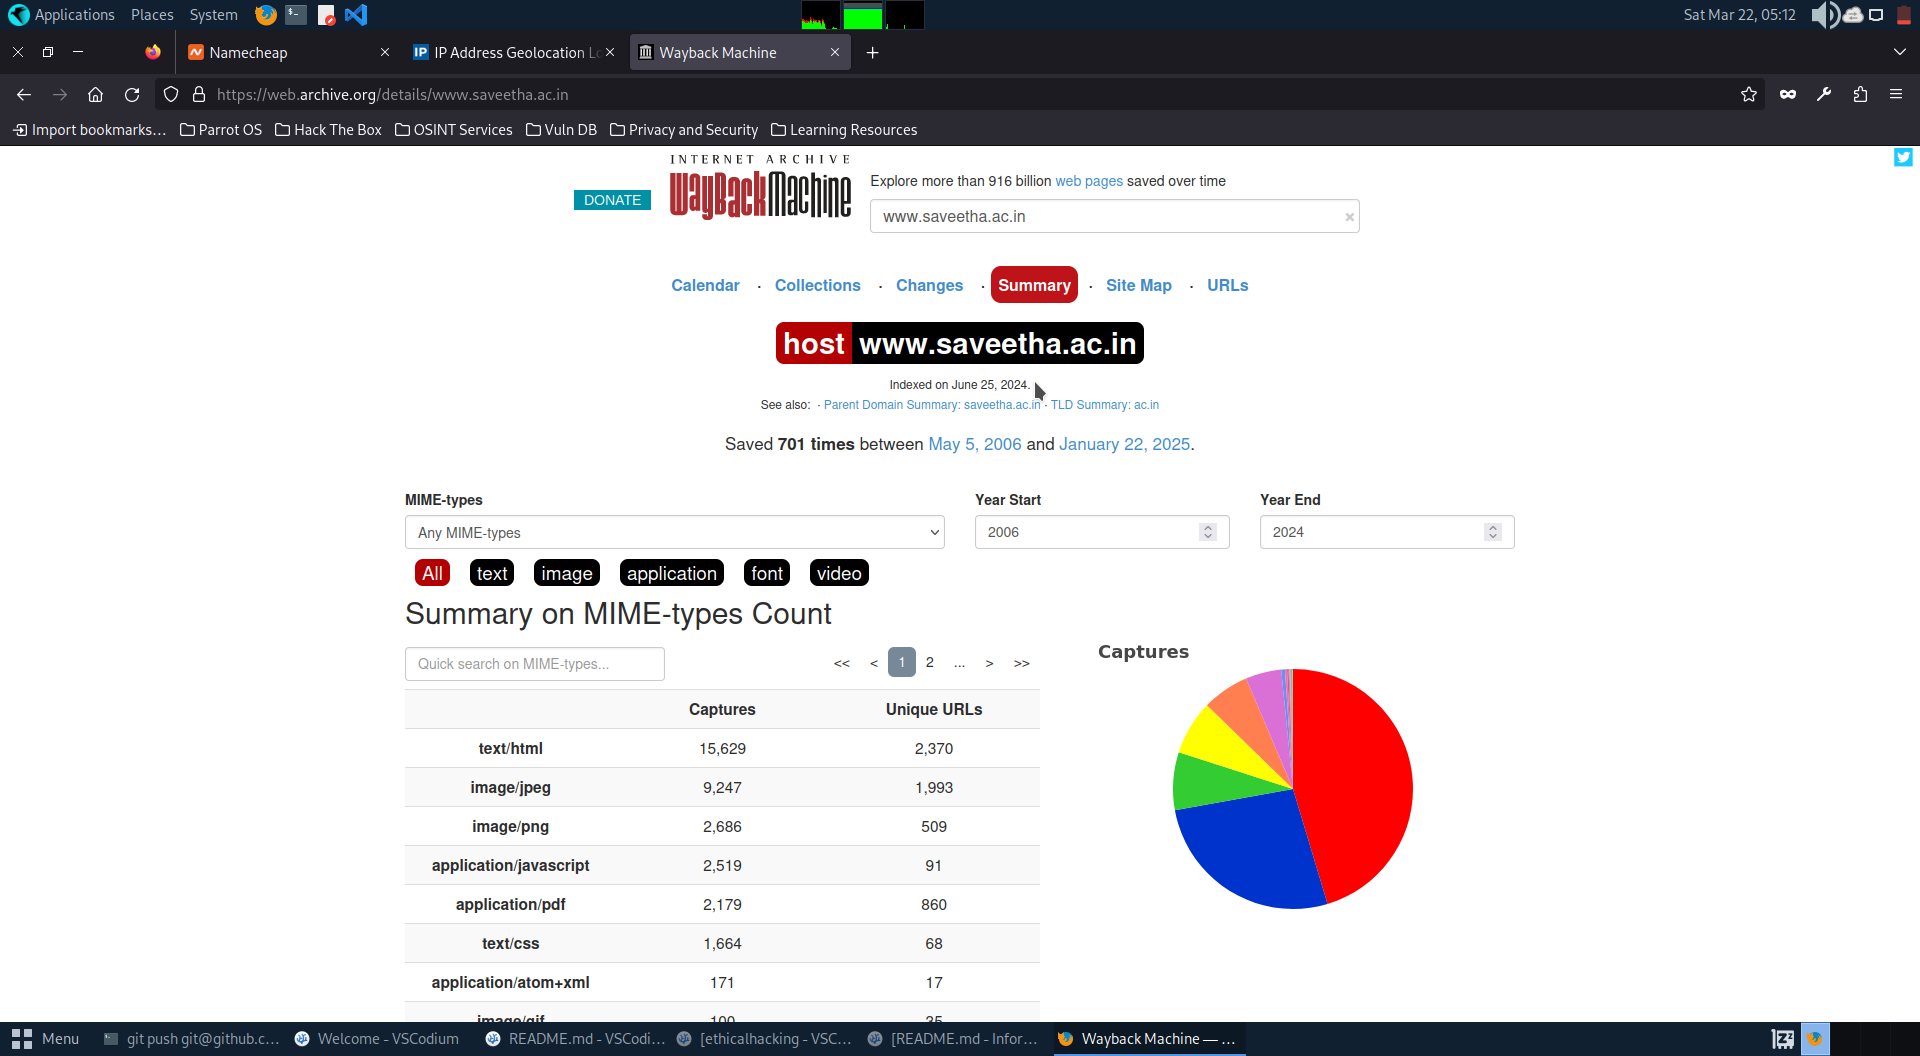 Applications Places System Sat Mar 22, 05:12
Namecheap IP Address Geolocation Lo Wayback Machine
https://web.archive.org/details/www.saveetha.ac.in
Import bookmarks... Parrot OS Hack The Box OSINT Services Vuln DB Privacy and Security Learning Resources
INTERNET ARCHIVE
DONATE WayBackMachine
Explore more than 916 billion web pages saved over time
www.saveetha.ac.in
Calendar · Collections · Changes · Summary · Site Map · URLs
host www.saveetha.ac.in
Indexed on June 25, 2024.
See also: · Parent Domain Summary: saveetha.ac.in · TLD Summary: ac.in
Saved 701 times between May 5, 2006 and January 22, 2025.
MIME-types Year Start Year End
Any MIME-types 2006 2024
All text image application font video
Summary on MIME-types Count
Quick search on MIME-types... << < 1 2 ... > >>
Captures
Captures Unique URLs
text/html 15,629 2,370
image/jpeg 9,247 1,993
image/png 2,686 509
application/javascript 2,519 91
application/pdf 2,179 860
text/css 1,664 68
application/atom+xml 171 17
image/gif 100 35
Menu git push git@github.c... Welcome - VSCodium README.md - VSCodi... [ethicalhacking - VSC... [README.md - Infor... Wayback Machine — ...